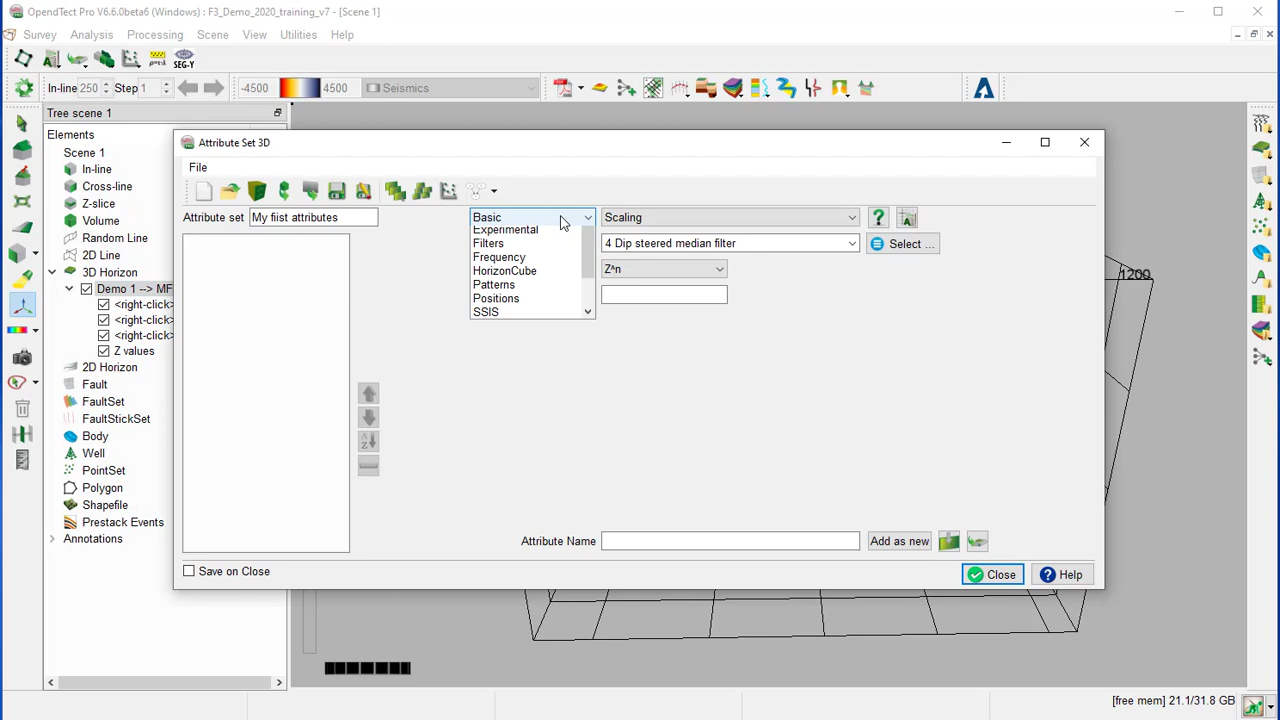 OpendTect Pro V6.6.0beta6 (Windows) : F3_Demo_2020_training_v7 - [Scene 1]
Survey Analysis Processing Scene View Utilities Help
SEG-Y
In-line 250 Step 1 -4500 4500 Seismics
PDF
Tree scene 1
Elements
Scene 1
In-line
Cross-line
Z-slice
Volume
Random Line
2D Line
3D Horizon
Demo 1 --> MF
<right-click>
<right-click>
<right-click>
Z values
2D Horizon
Fault
FaultSet
FaultStickSet
Body
Well
PointSet
Polygon
Shapefile
Prestack Events
Annotations
Attribute Set 3D
File
Attribute set My fiist attributes
Basic
Experimental
Filters
Frequency
HorizonCube
Patterns
Positions
SSIS
Scaling
4 Dip steered median filter Select ...
Z^n
Attribute Name Add as new
Save on Close
Close Help
1200
[free mem] 21.1/31.8 GB